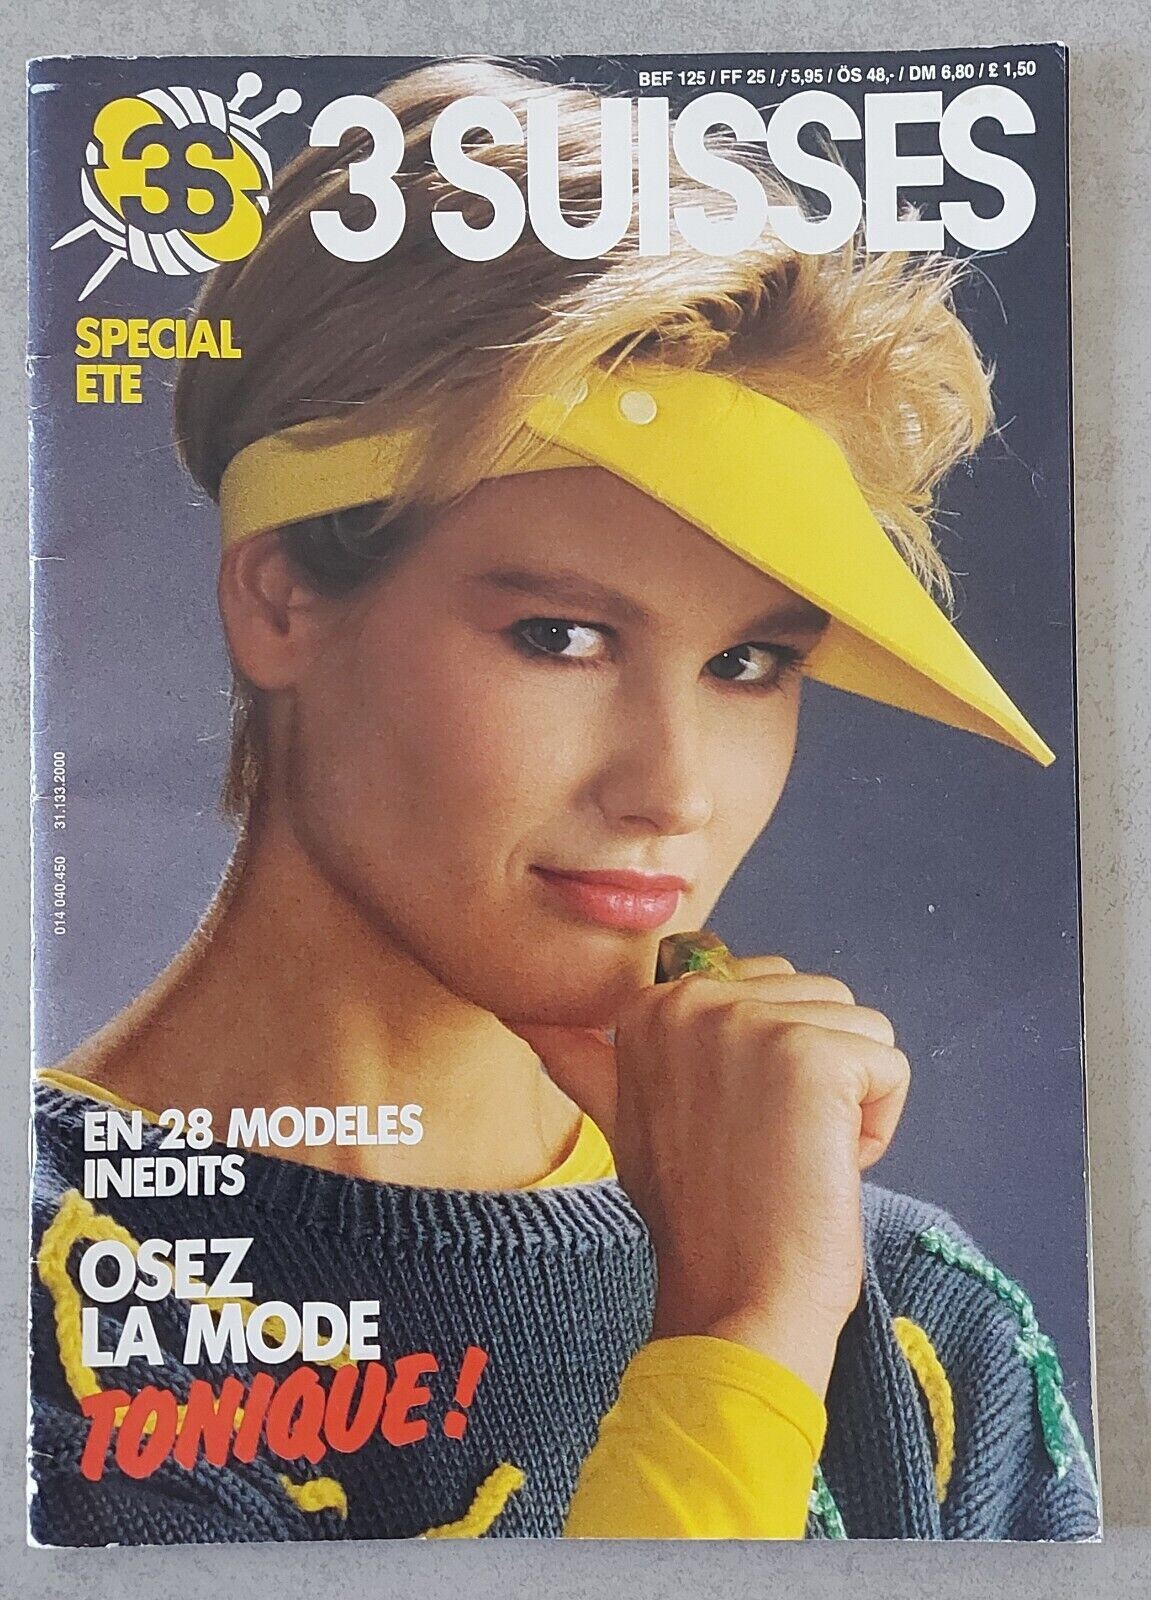 BEF 125 / FF 25 / ƒ 5,95 / ÖS 48,- / DM 6,80 / £ 1,50
3S
3 SUISSES
SPECIAL
ETE
014 040.450 31.133.2000
EN 28 MODELES
INEDITS
OSEZ
LA MODE
TONIQUE !